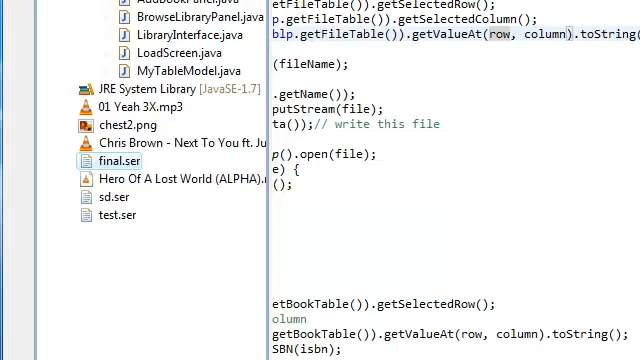 AddBookPanel.java
BrowseLibraryPanel.java
LibraryInterface.java
LoadScreen.java
MyTableModel.java
JRE System Library [JavaSE-1.7]
01 Yeah 3X.mp3
chest2.png
Chris Brown - Next To You ft. Ju
final.ser
Hero Of A Lost World (ALPHA).
sd.ser
test.ser
etFileTable()).getSelectedRow();
p.getFileTable()).getSelectedColumn();
blp.getFileTable()).getValueAt(row, column).toString(
(fileName);
.getName());
putStream(file);
ta());// write this file
p().open(file);
e) {
();
etBookTable()).getSelectedRow();
olumn
getBookTable()).getValueAt(row, column).toString();
SBN(isbn);